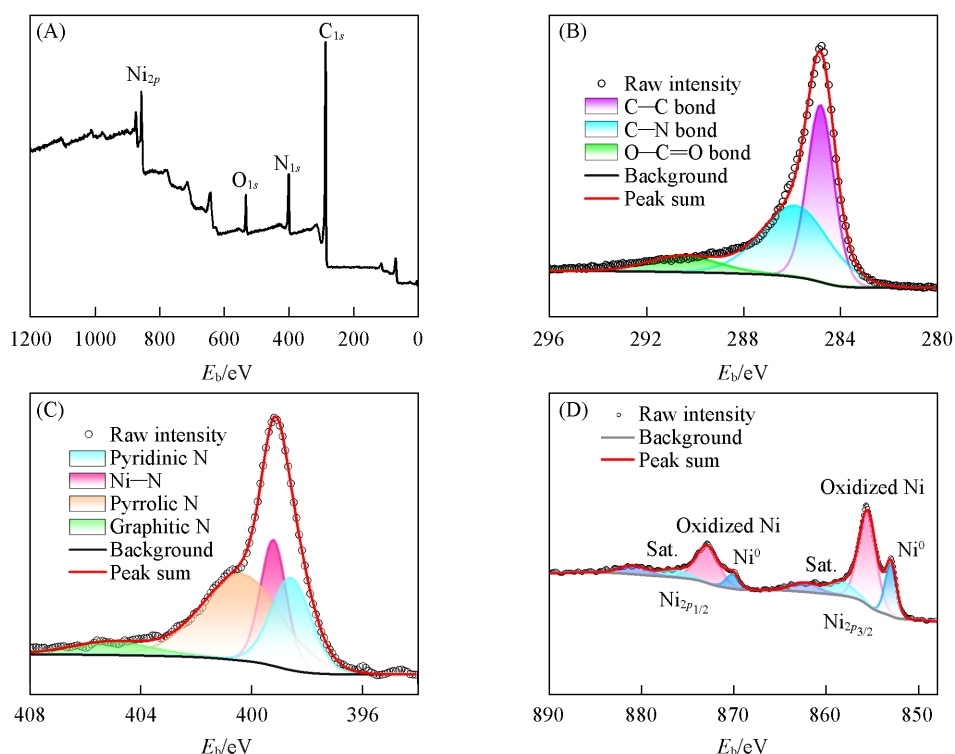 (A)
C1s
Ni2p
O1s
N1s
1200 1000 800 600 400 200 0
Eb/eV
(B)
Raw intensity
C—C bond
C—N bond
O—C=O bond
Background
Peak sum
296 292 288 284 280
Eb/eV
(C)
Raw intensity
Pyridinic N
Ni—N
Pyrrolic N
Graphitic N
Background
Peak sum
408 404 400 396
Eb/eV
(D)
Raw intensity
Background
Peak sum
Oxidized Ni
Oxidized Ni
Sat.
Ni⁰
Sat.
Ni⁰
Ni2p1/2
Ni2p3/2
890 880 870 860 850
Eb/eV